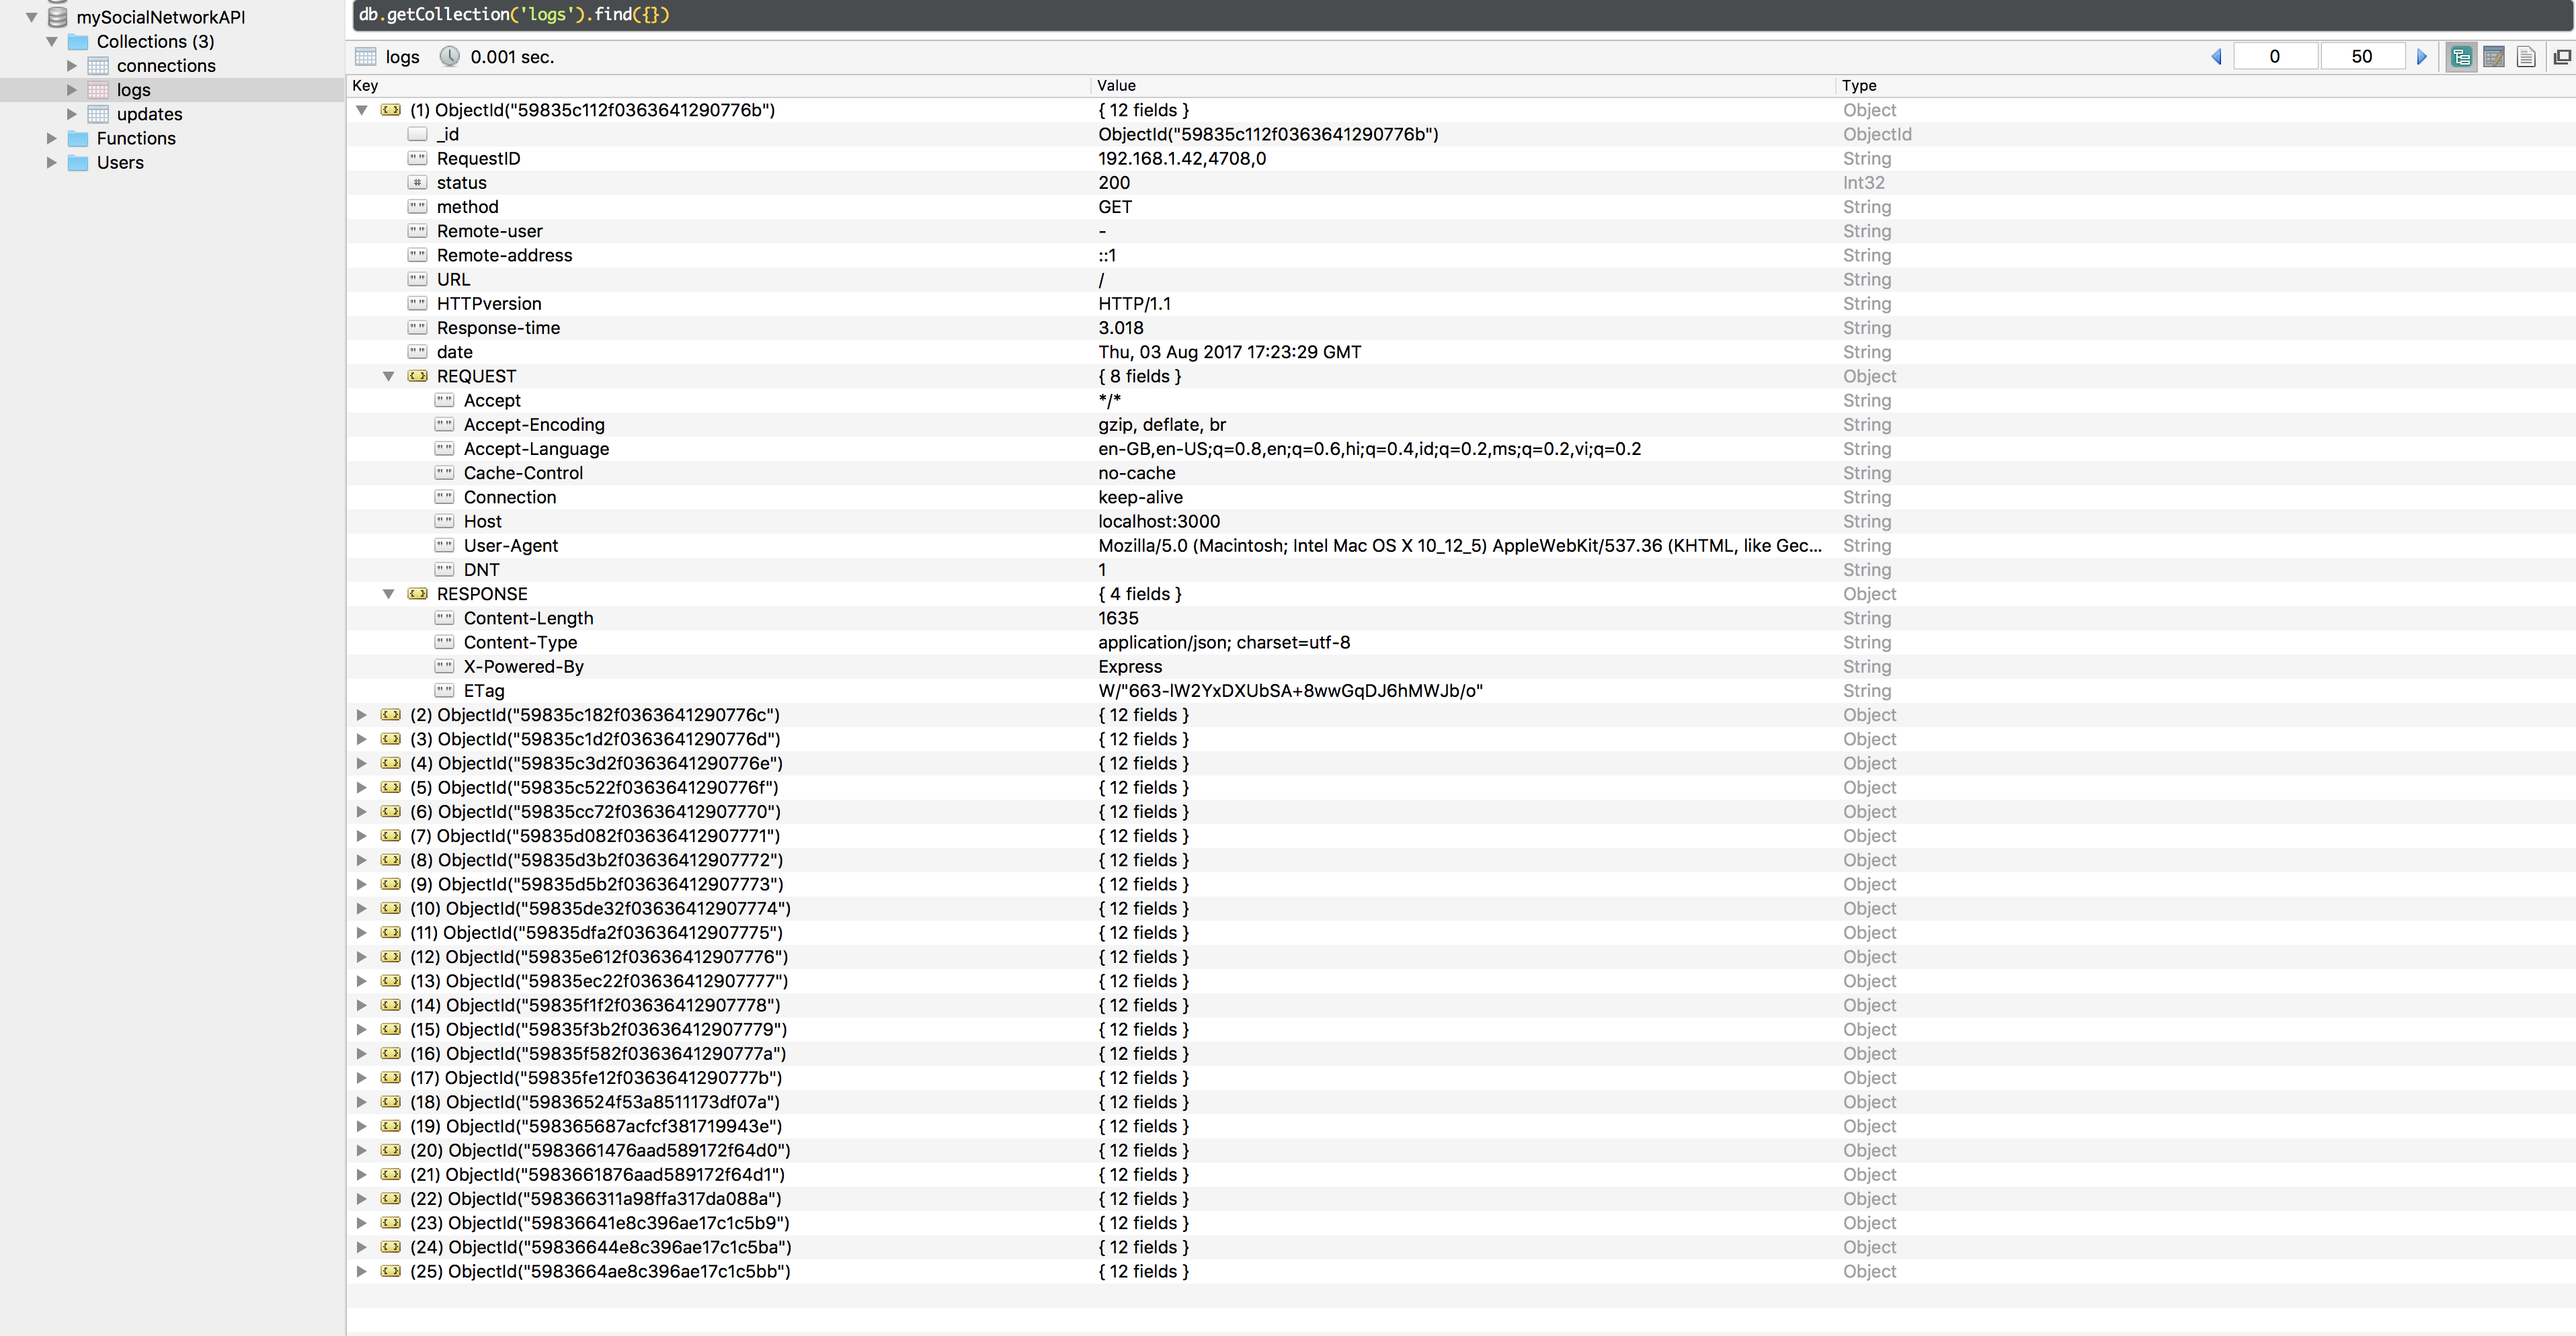 mySocialNetworkAPI
Collections (3)
connections
logs
updates
Functions
Users
db.getCollection('logs').find({})
logs 0.001 sec. 0 50
Key Value Type
(1) ObjectId("59835c112f0363641290776b") { 12 fields } Object
_id ObjectId("59835c112f0363641290776b") ObjectId
RequestID 192.168.1.42,4708,0 String
status 200 Int32
method GET String
Remote-user - String
Remote-address ::1 String
URL / String
HTTPversion HTTP/1.1 String
Response-time 3.018 String
date Thu, 03 Aug 2017 17:23:29 GMT String
REQUEST { 8 fields } Object
Accept */* String
Accept-Encoding gzip, deflate, br String
Accept-Language en-GB,en-US;q=0.8,en;q=0.6,hi;q=0.4,id;q=0.2,ms;q=0.2,vi;q=0.2 String
Cache-Control no-cache String
Connection keep-alive String
Host localhost:3000 String
User-Agent Mozilla/5.0 (Macintosh; Intel Mac OS X 10_12_5) AppleWebKit/537.36 (KHTML, like Gec... String
DNT 1 String
RESPONSE { 4 fields } Object
Content-Length 1635 String
Content-Type application/json; charset=utf-8 String
X-Powered-By Express String
ETag W/"663-lW2YxDXUbSA+8wwGqDJ6hMWJb/o" String
(2) ObjectId("59835c182f0363641290776c") { 12 fields } Object
(3) ObjectId("59835c1d2f0363641290776d") { 12 fields } Object
(4) ObjectId("59835c3d2f0363641290776e") { 12 fields } Object
(5) ObjectId("59835c522f0363641290776f") { 12 fields } Object
(6) ObjectId("59835cc72f03636412907770") { 12 fields } Object
(7) ObjectId("59835d082f03636412907771") { 12 fields } Object
(8) ObjectId("59835d3b2f03636412907772") { 12 fields } Object
(9) ObjectId("59835d5b2f03636412907773") { 12 fields } Object
(10) ObjectId("59835de32f03636412907774") { 12 fields } Object
(11) ObjectId("59835dfa2f03636412907775") { 12 fields } Object
(12) ObjectId("59835e612f03636412907776") { 12 fields } Object
(13) ObjectId("59835ec22f03636412907777") { 12 fields } Object
(14) ObjectId("59835f1f2f03636412907778") { 12 fields } Object
(15) ObjectId("59835f3b2f03636412907779") { 12 fields } Object
(16) ObjectId("59835f582f0363641290777a") { 12 fields } Object
(17) ObjectId("59835fe12f0363641290777b") { 12 fields } Object
(18) ObjectId("59836524f53a8511173df07a") { 12 fields } Object
(19) ObjectId("598365687acfcf381719943e") { 12 fields } Object
(20) ObjectId("5983661476aad589172f64d0") { 12 fields } Object
(21) ObjectId("5983661876aad589172f64d1") { 12 fields } Object
(22) ObjectId("598366311a98ffa317da088a") { 12 fields } Object
(23) ObjectId("59836641e8c396ae17c1c5b9") { 12 fields } Object
(24) ObjectId("59836644e8c396ae17c1c5ba") { 12 fields } Object
(25) ObjectId("5983664ae8c396ae17c1c5bb") { 12 fields } Object